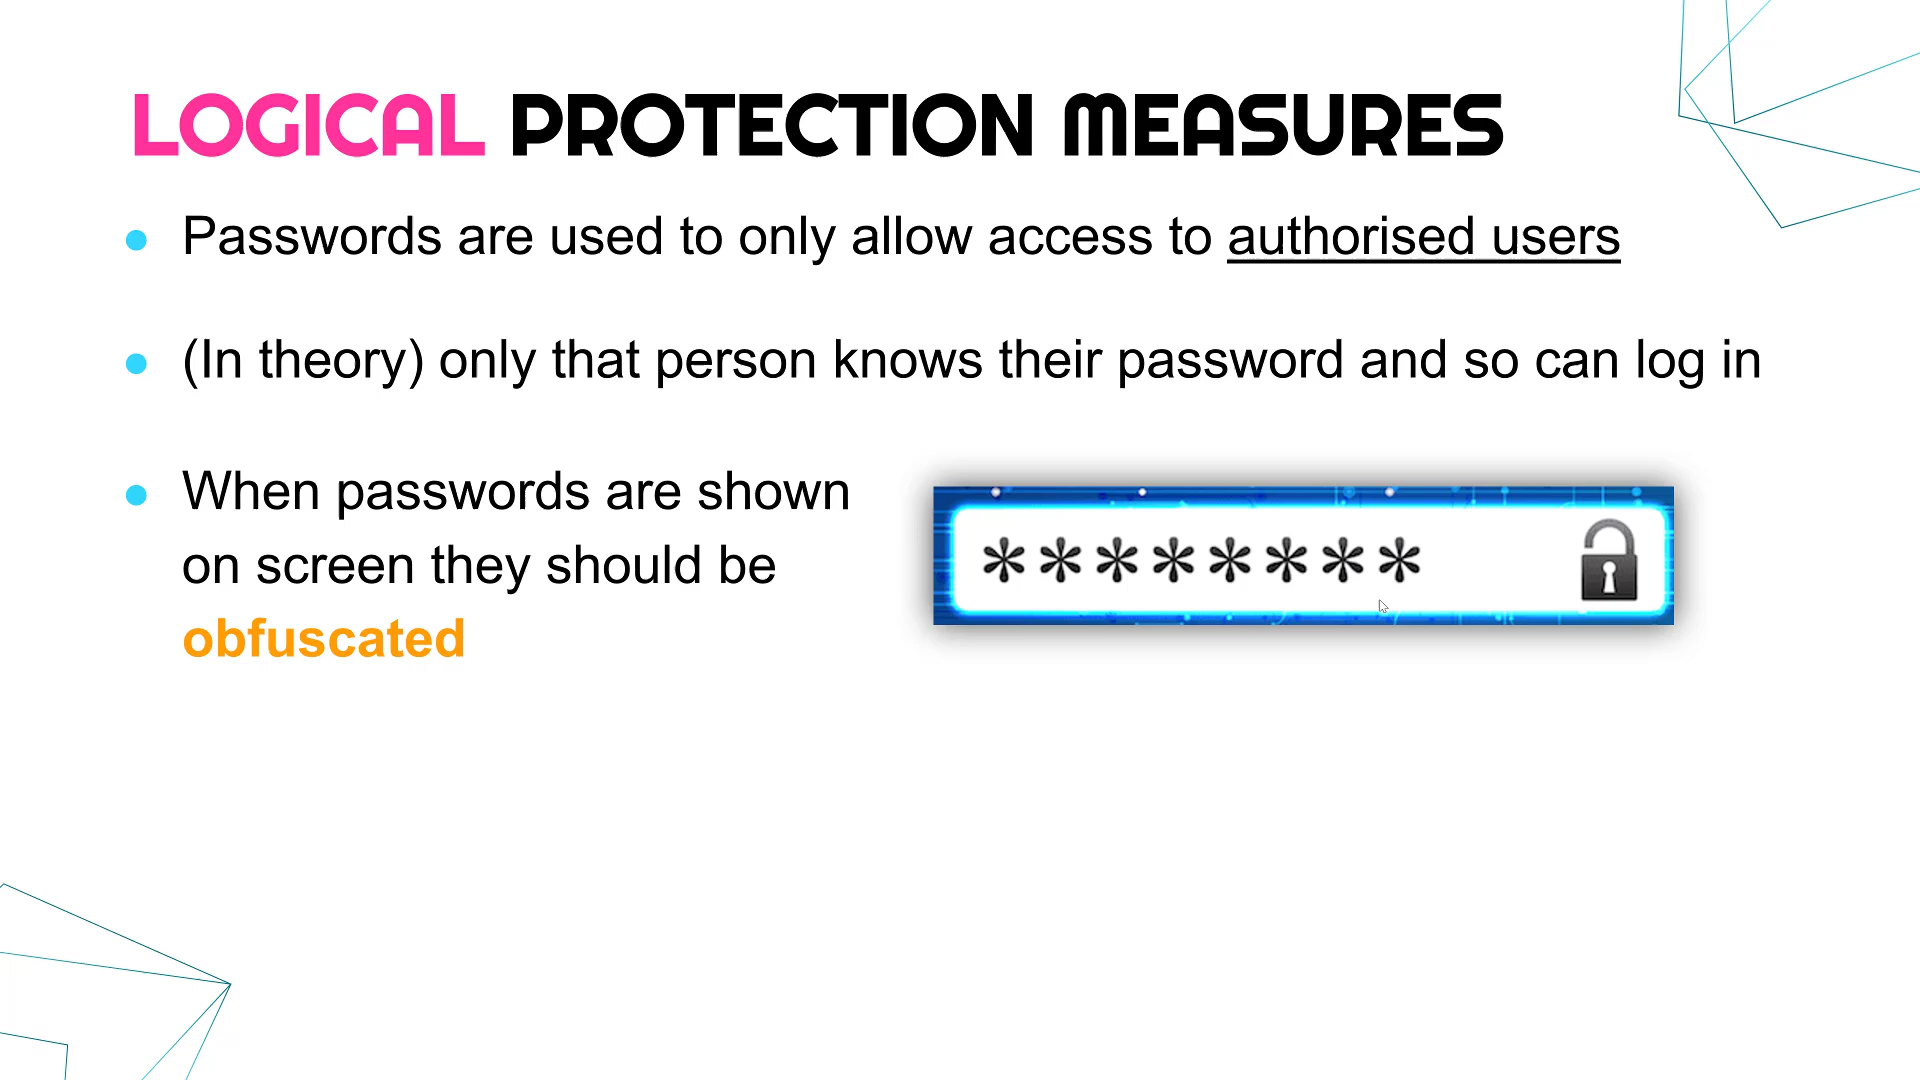 LOGICAL PROTECTION MEASURES
● Passwords are used to only allow access to authorised users
● (In theory) only that person knows their password and so can log in
● When passwords are shown
on screen they should be
obfuscated
********